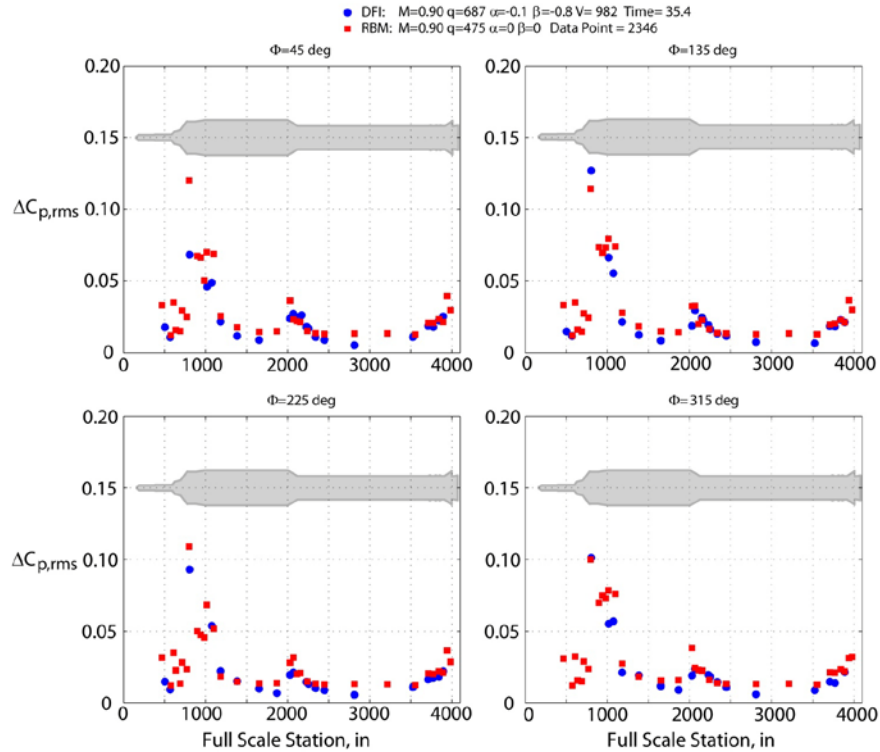 DFI: M=0.90 q=687 α=-0.1 β=-0.8 V= 982 Time= 35.4
RBM: M=0.90 q=475 α=0 β=0 Data Point = 2346
Φ=45 deg
Φ=135 deg
0.20
0.15
0.10
0.05
0
ΔCp,rms
0 1000 2000 3000 4000
0.20
0.15
0.10
0.05
0
0 1000 2000 3000 4000
Φ=225 deg
Φ=315 deg
0.20
0.15
0.10
0.05
0
ΔCp,rms
0 1000 2000 3000 4000
Full Scale Station, in
0.20
0.15
0.10
0.05
0
0 1000 2000 3000 4000
Full Scale Station, in